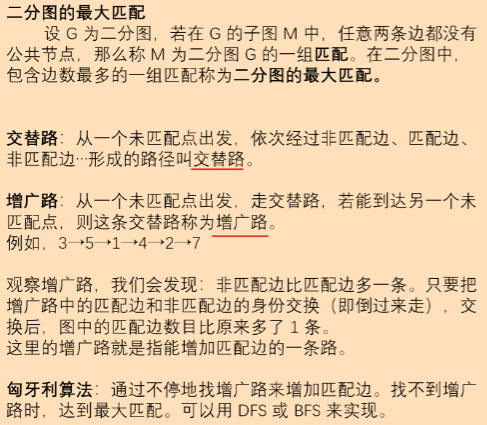 二分图的最大匹配
设 G 为二分图，若在 G 的子图 M 中，任意两条边都没有
公共节点，那么称 M 为二分图 G 的一组匹配。在二分图中，
包含边数最多的一组匹配称为二分图的最大匹配。
交替路：从一个未匹配点出发，依次经过非匹配边、匹配边、
非匹配边…形成的路径叫交替路。
增广路：从一个未匹配点出发，走交替路，若能到达另一个未
匹配点，则这条交替路称为增广路。
例如，3→5→1→4→2→7
观察增广路，我们会发现：非匹配边比匹配边多一条。只要把
增广路中的匹配边和非匹配边的身份交换（即倒过来走），交
换后，图中的匹配边数目比原来多了 1 条。
这里的增广路就是指能增加匹配边的一条路。
匈牙利算法：通过不停地找增广路来增加匹配边。找不到增广
路时，达到最大匹配。可以用 DFS 或 BFS 来实现。